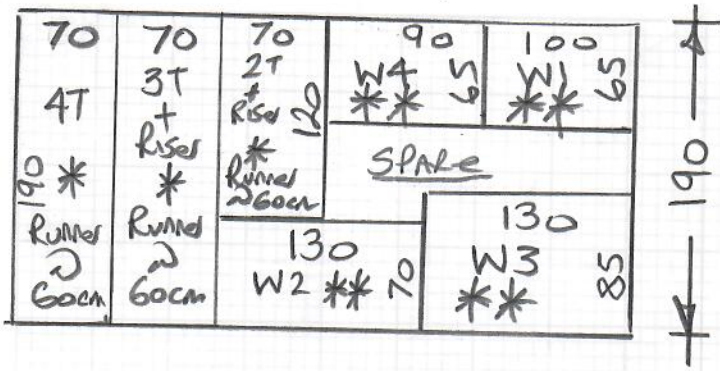 70
4T
190
*
Runner
@
60cm
70
3T
+
Riser
*
Runner
@
60cm
70
2T
+
Riser
120
*
Runner
@60cm
90
W4
65
**
100
W1
65
**
SPARE
130
W2 **
70
130
W3
85
**
190